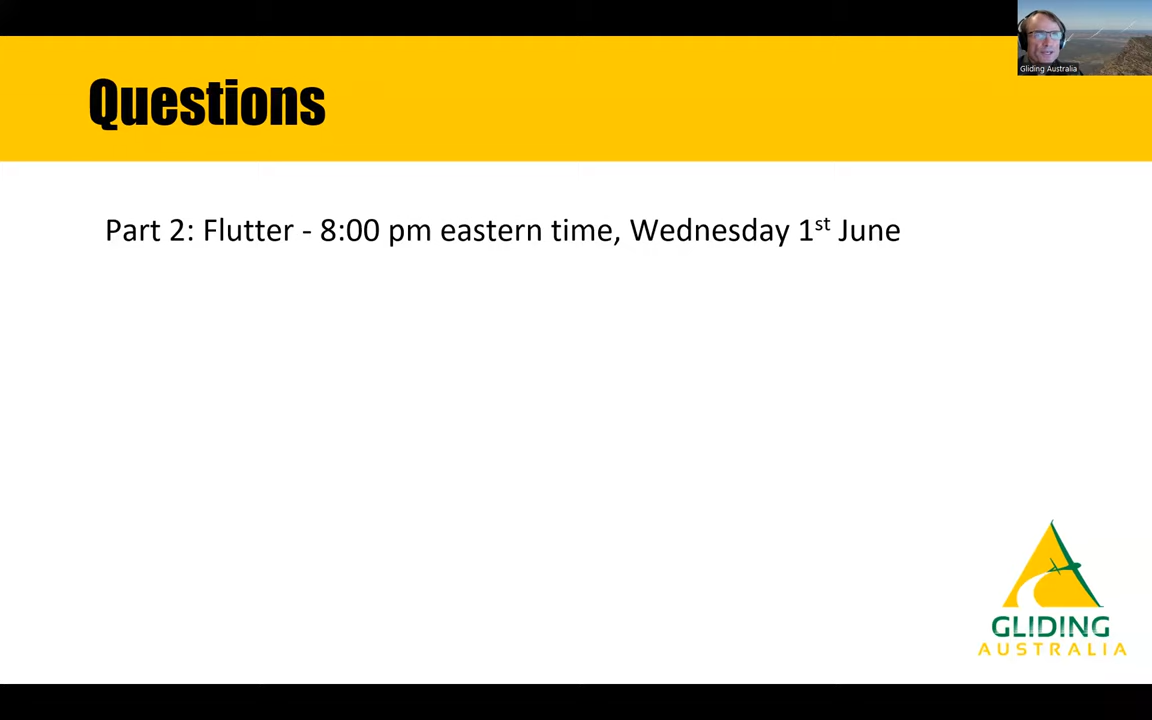 Gliding Australia
Questions
Part 2: Flutter - 8:00 pm eastern time, Wednesday 1st June
GLIDING
AUSTRALIA